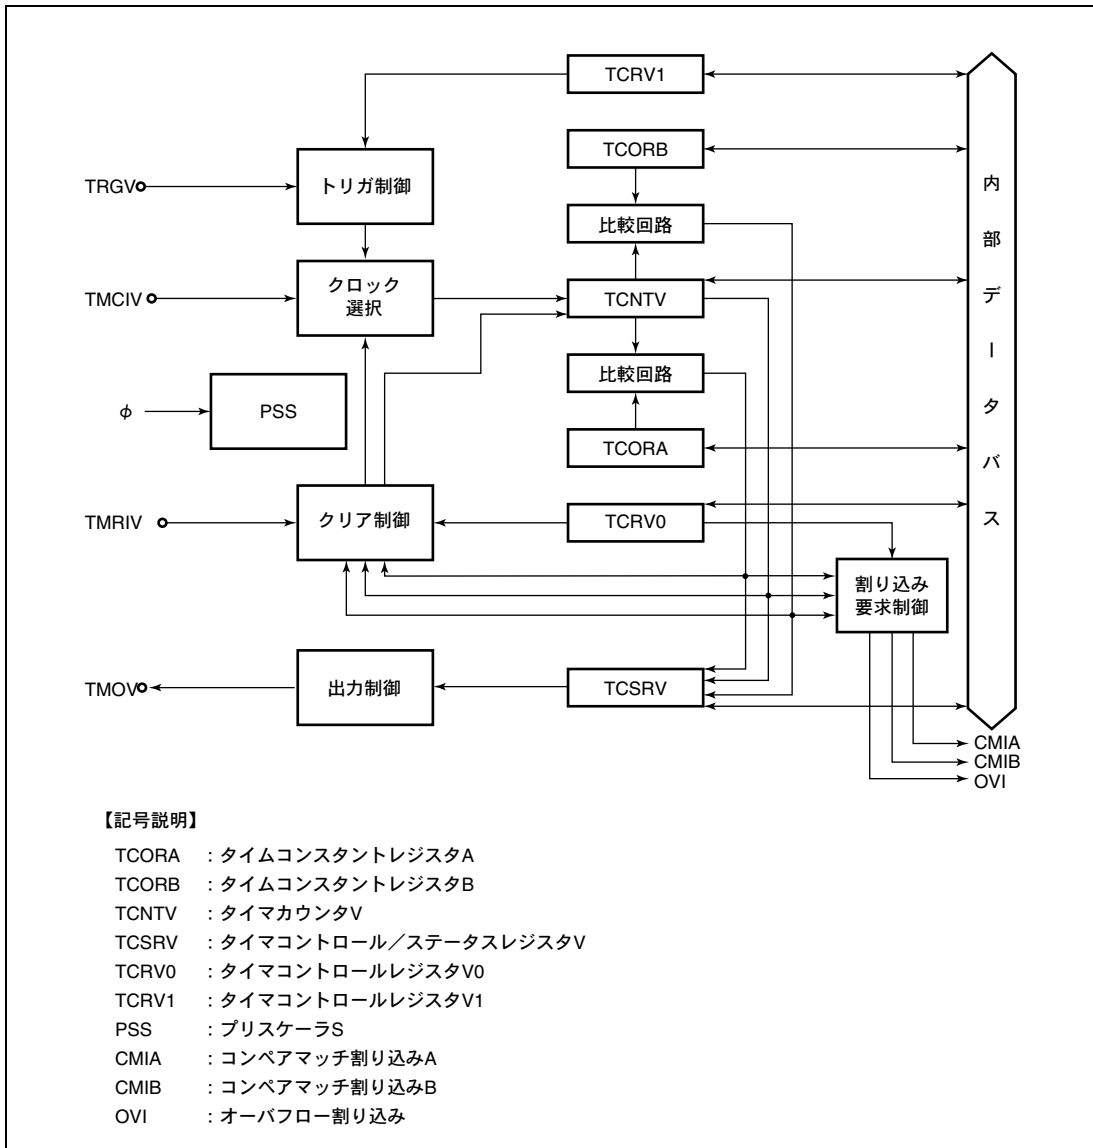 TCRV1
TCORB
TRGV
トリガ制御
比較回路
TMCIV
クロック
選択
TCNTV
比較回路
φ
PSS
TCORA
TMRIV
クリア制御
TCRV0
割り込み
要求制御
TMOV
出力制御
TCSRV
内部データバス
CMIA
CMIB
OVI
【記号説明】
TCORA :タイムコンスタントレジスタA
TCORB :タイムコンスタントレジスタB
TCNTV :タイマカウンタV
TCSRV :タイマコントロール/ステータスレジスタV
TCRV0 :タイマコントロールレジスタV0
TCRV1 :タイマコントロールレジスタV1
PSS :プリスケーラS
CMIA :コンペアマッチ割り込みA
CMIB :コンペアマッチ割り込みB
OVI :オーバフロー割り込み